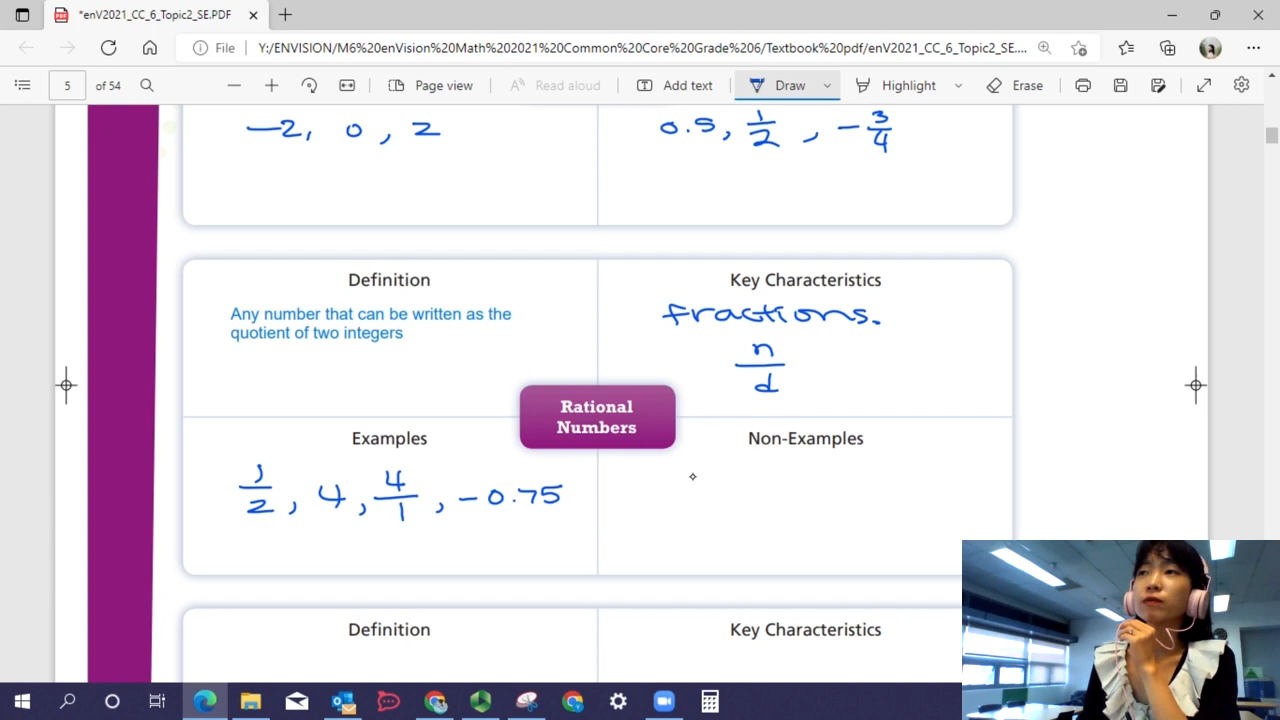 *enV2021_CC_6_Topic2_SE.PDF
File Y:/ENVISION/M6%20enVision%20Math%202021%20Common%20Core%20Grade%206/Textbook%20pdf/enV2021_CC_6_Topic2_SE....
5 of 54 Page view Read aloud Add text Draw Highlight Erase
-2, 0, 2
0.5, 1/2, -3/4
Definition
Key Characteristics
Any number that can be written as the
quotient of two integers
fractions.
n/d
Rational
Numbers
Examples
Non-Examples
1/2, 4, 4/1, -0.75
Definition
Key Characteristics